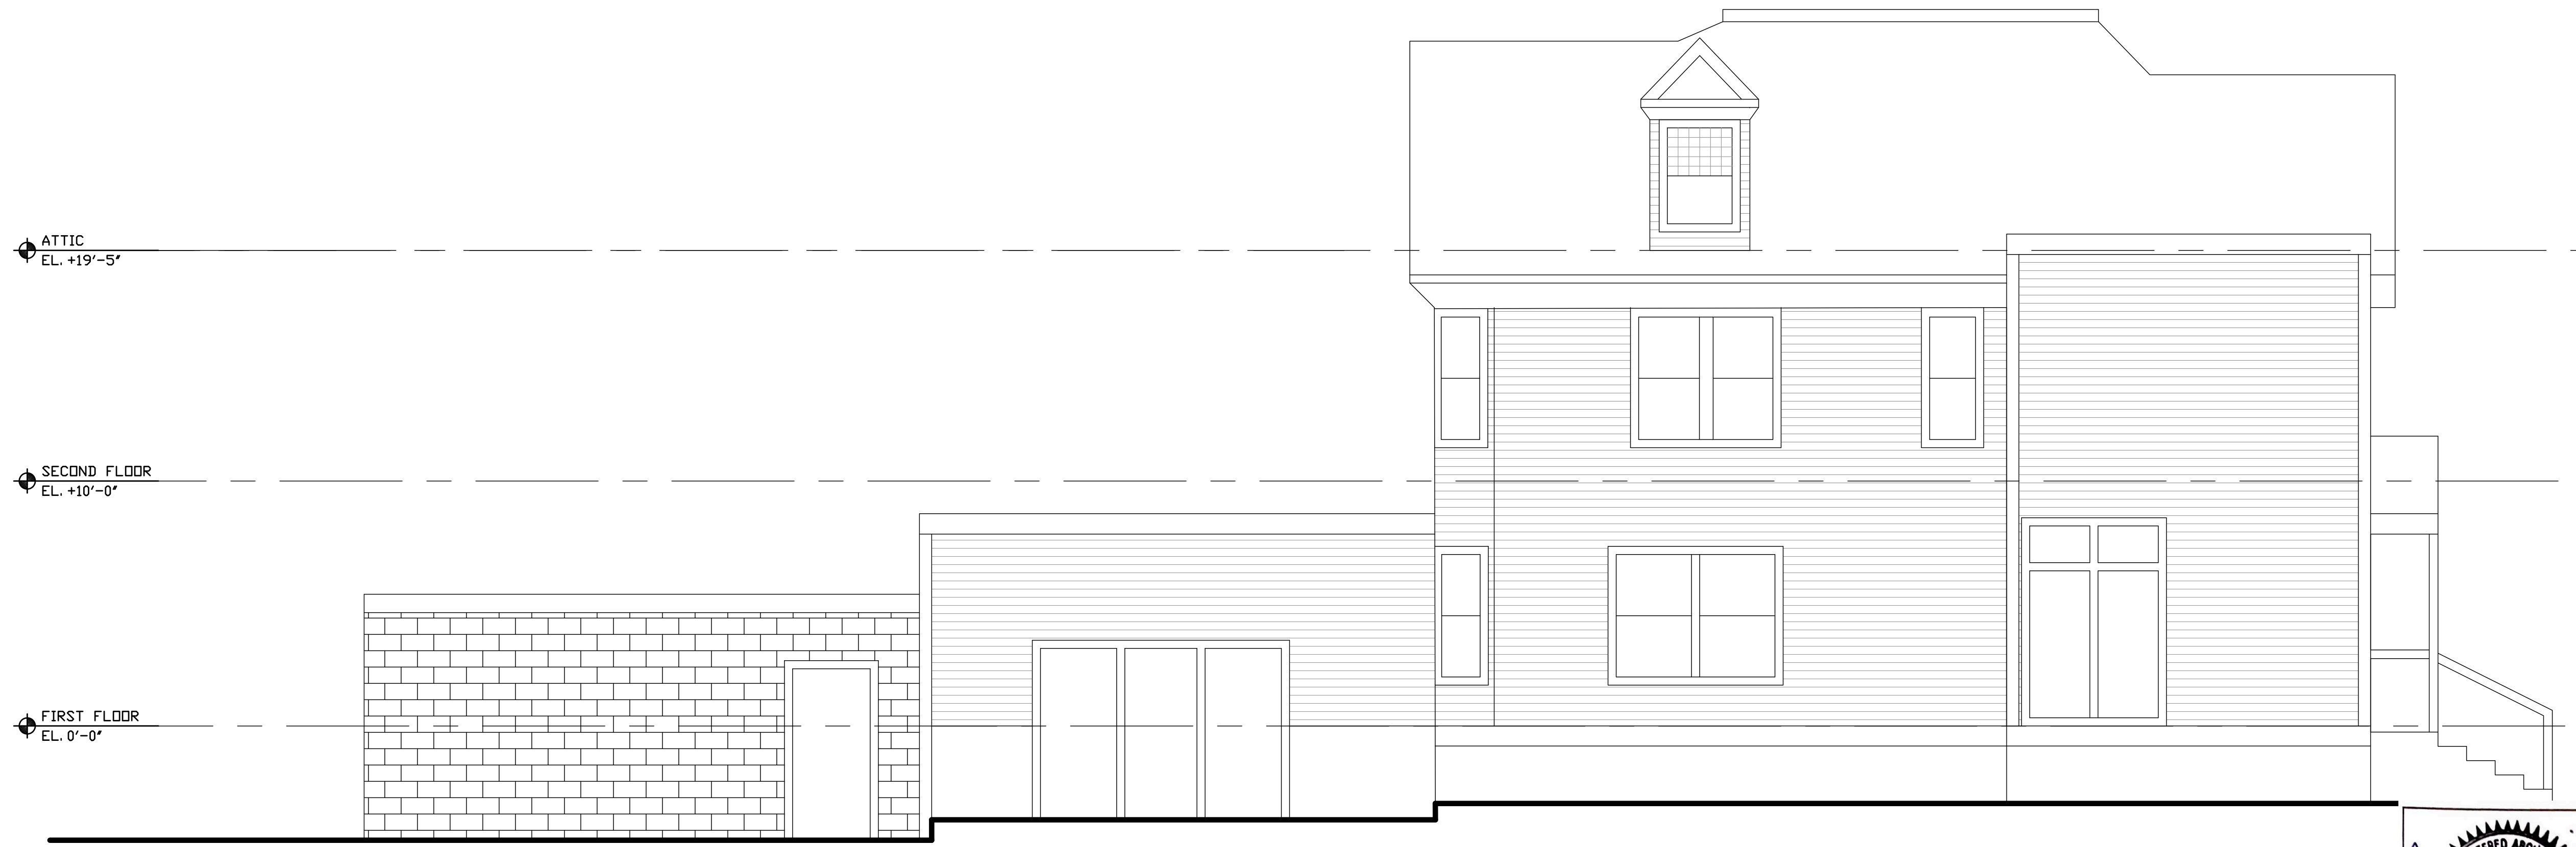 ATTIC
EL. +19'-5"
SECOND FLOOR
EL. +10'-0"
FIRST FLOOR
EL. 0'-0"